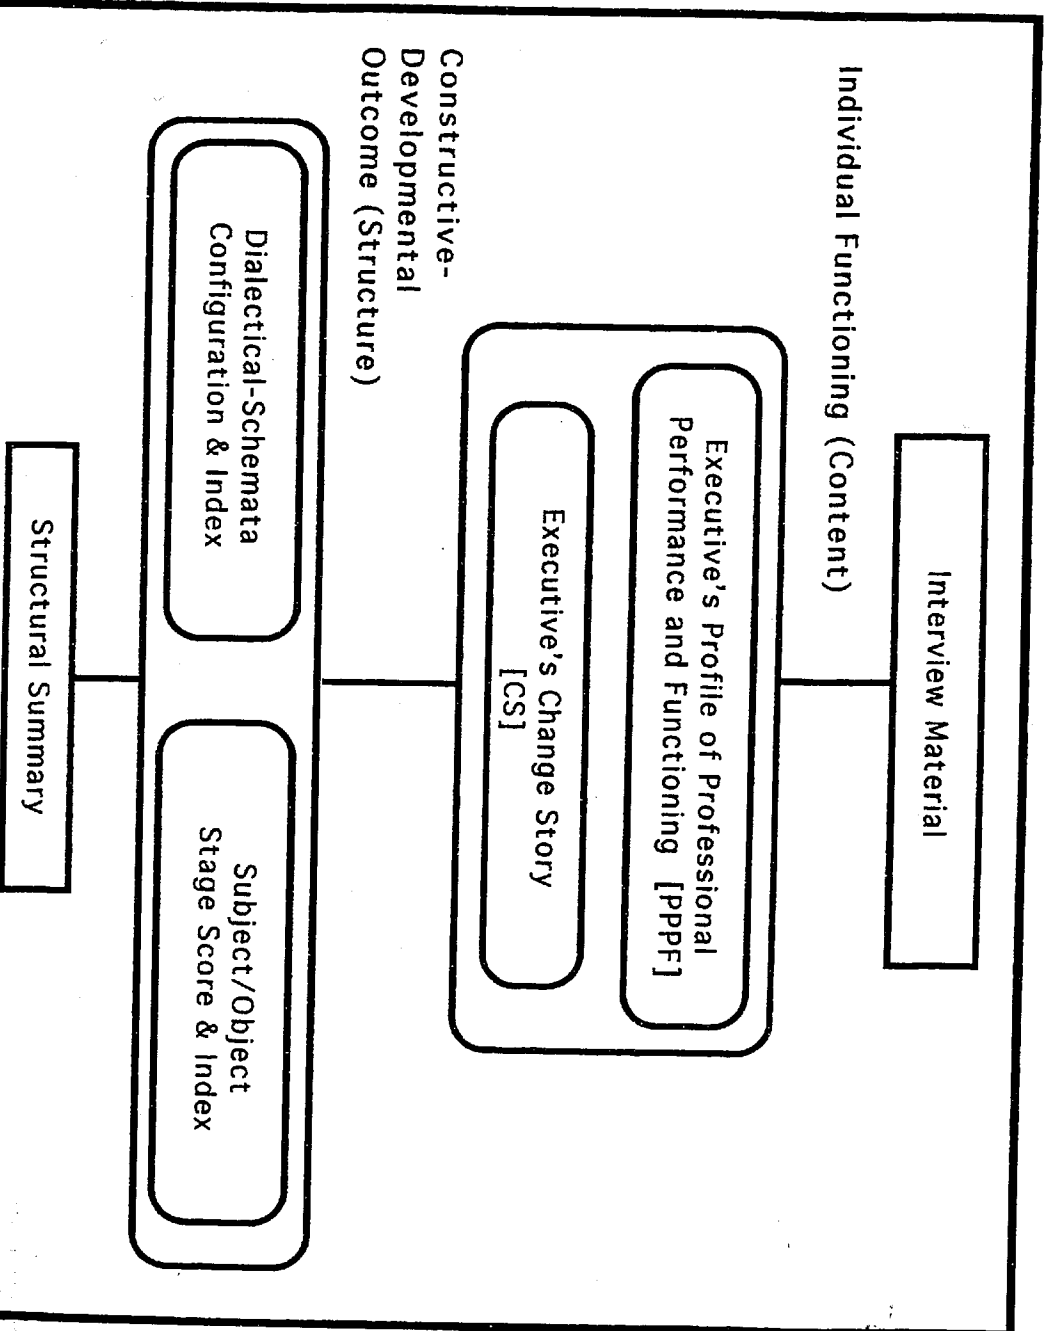 Interview Material
Individual Functioning (Content)
Executive's Profile of Professional
Performance and Functioning [PPPF]
Executive's Change Story
[CS]
Constructive-
Developmental
Outcome (Structure)
Dialectical-Schemata
Configuration & Index
Subject/Object
Stage Score & Index
Structural Summary